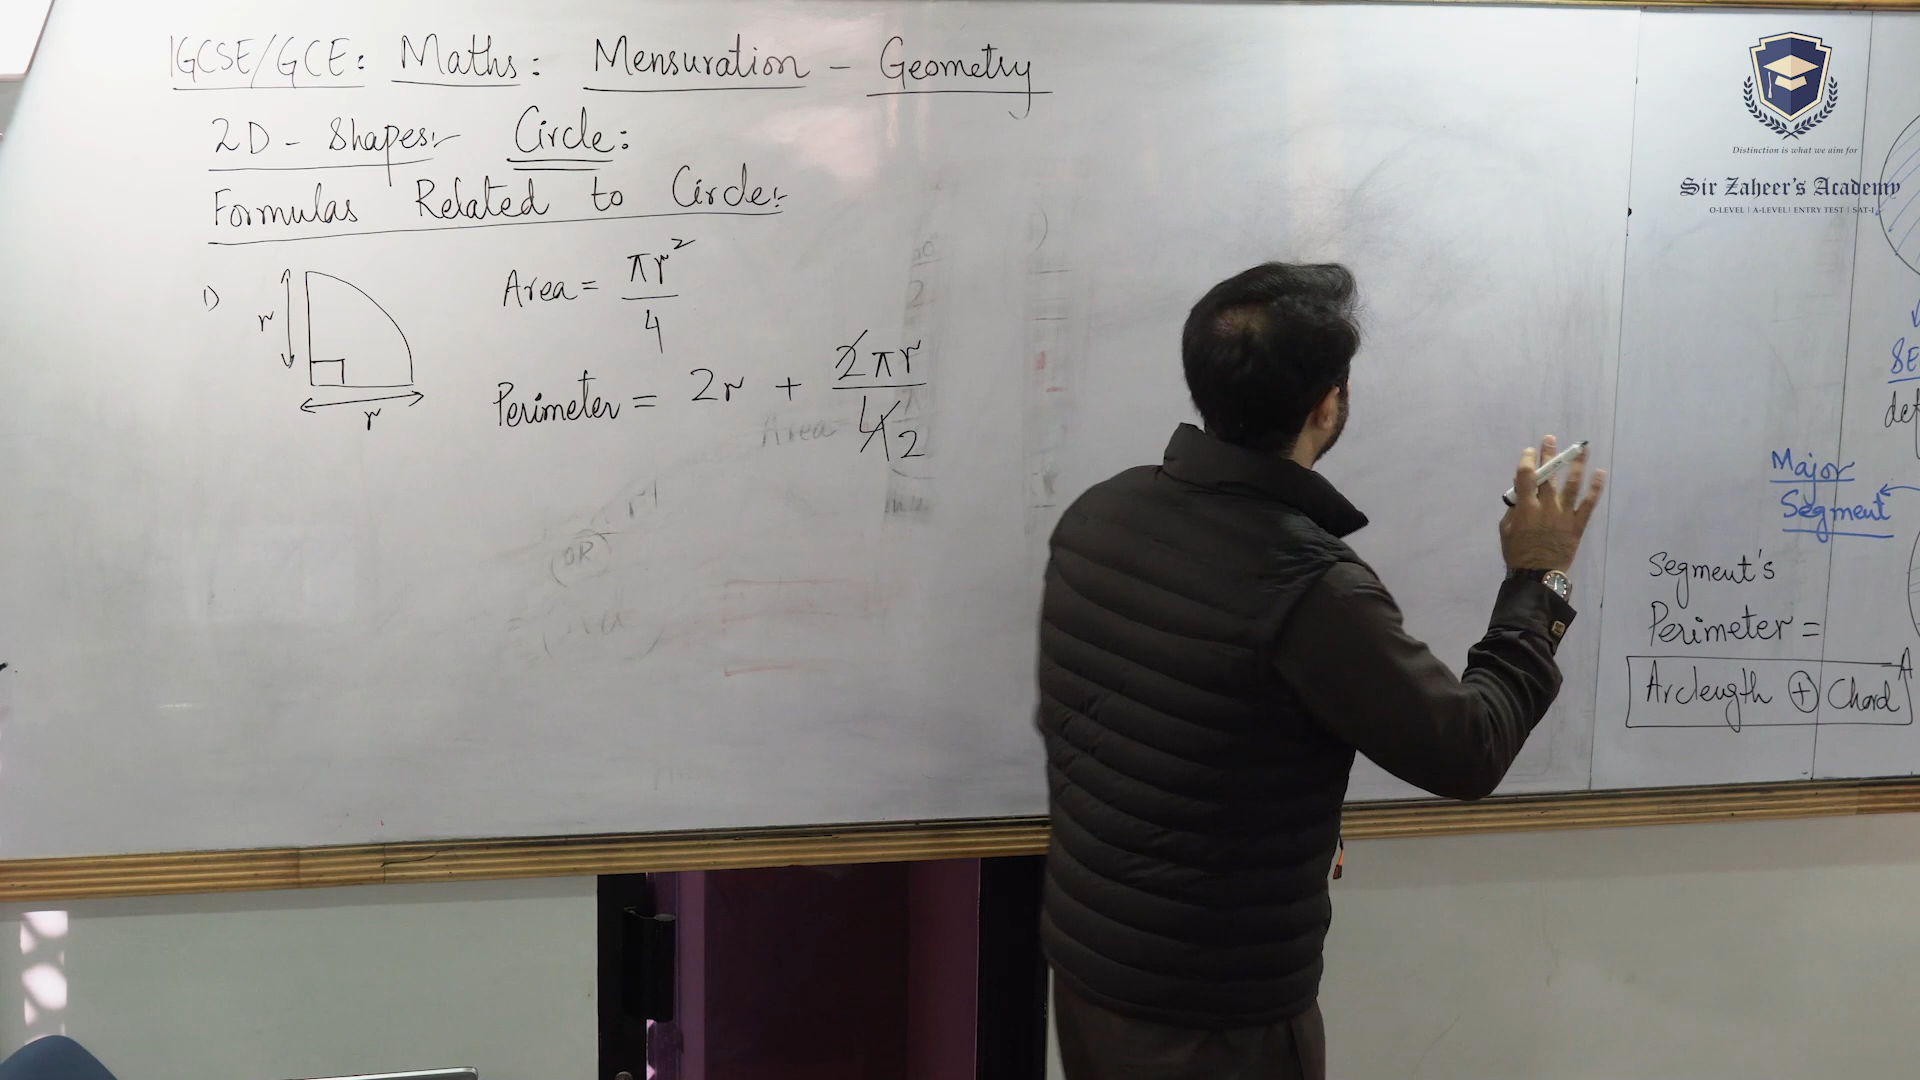 IGCSE/GCE: Maths: Mensuration - Geometry
2D - Shapes:- Circle:
Formulas Related to Circle:-
1)
r
r
Area = πr²/4
Perimeter = 2r + 2πr/4 2
Area
OR
Distinction is what we aim for
Sir Zaheer's Academy
O-LEVEL | A-LEVEL | ENTRY TEST | SAT-I
Major
Segment
Segment's
Perimeter =
Arclength + Chord
A